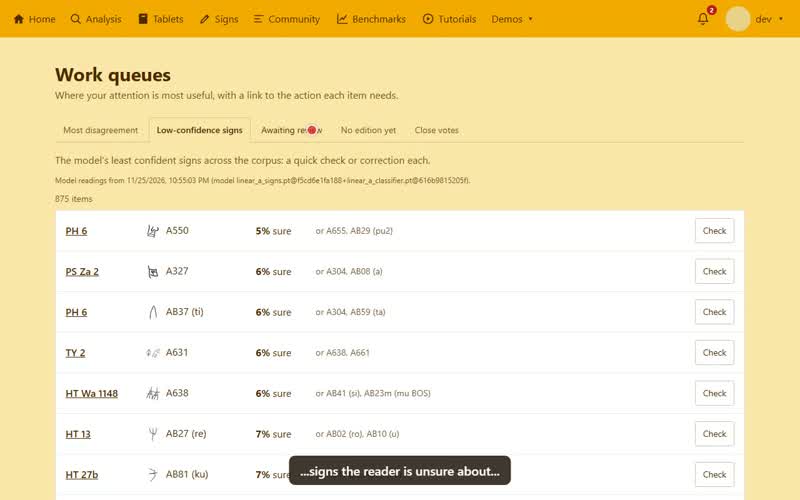 Home Analysis Tablets Signs Community Benchmarks Tutorials Demos 2 dev
Work queues
Where your attention is most useful, with a link to the action each item needs.
Most disagreement Low-confidence signs Awaiting No edition yet Close votes
The model's least confident signs across the corpus: a quick check or correction each.
Model readings from 11/25/2026, 10:55:03 PM (model linear_a_signs.pt@f5cd6e1fa188+linear_a_classifier.pt@616b9815205f).
875 items
PH 6 A550 5% sure or A655, AB29 (pu2) Check
PS Za 2 A327 6% sure or A304, AB08 (a) Check
PH 6 AB37 (ti) 6% sure or A304, AB59 (ta) Check
TY 2 A631 6% sure or A638, A661 Check
HT Wa 1148 A638 6% sure or AB41 (si), AB23m (mu BOS) Check
HT 13 AB27 (re) 7% sure or AB02 (ro), AB10 (u) Check
HT 27b AB81 (ku) 7% sure Check
...signs the reader is unsure about...